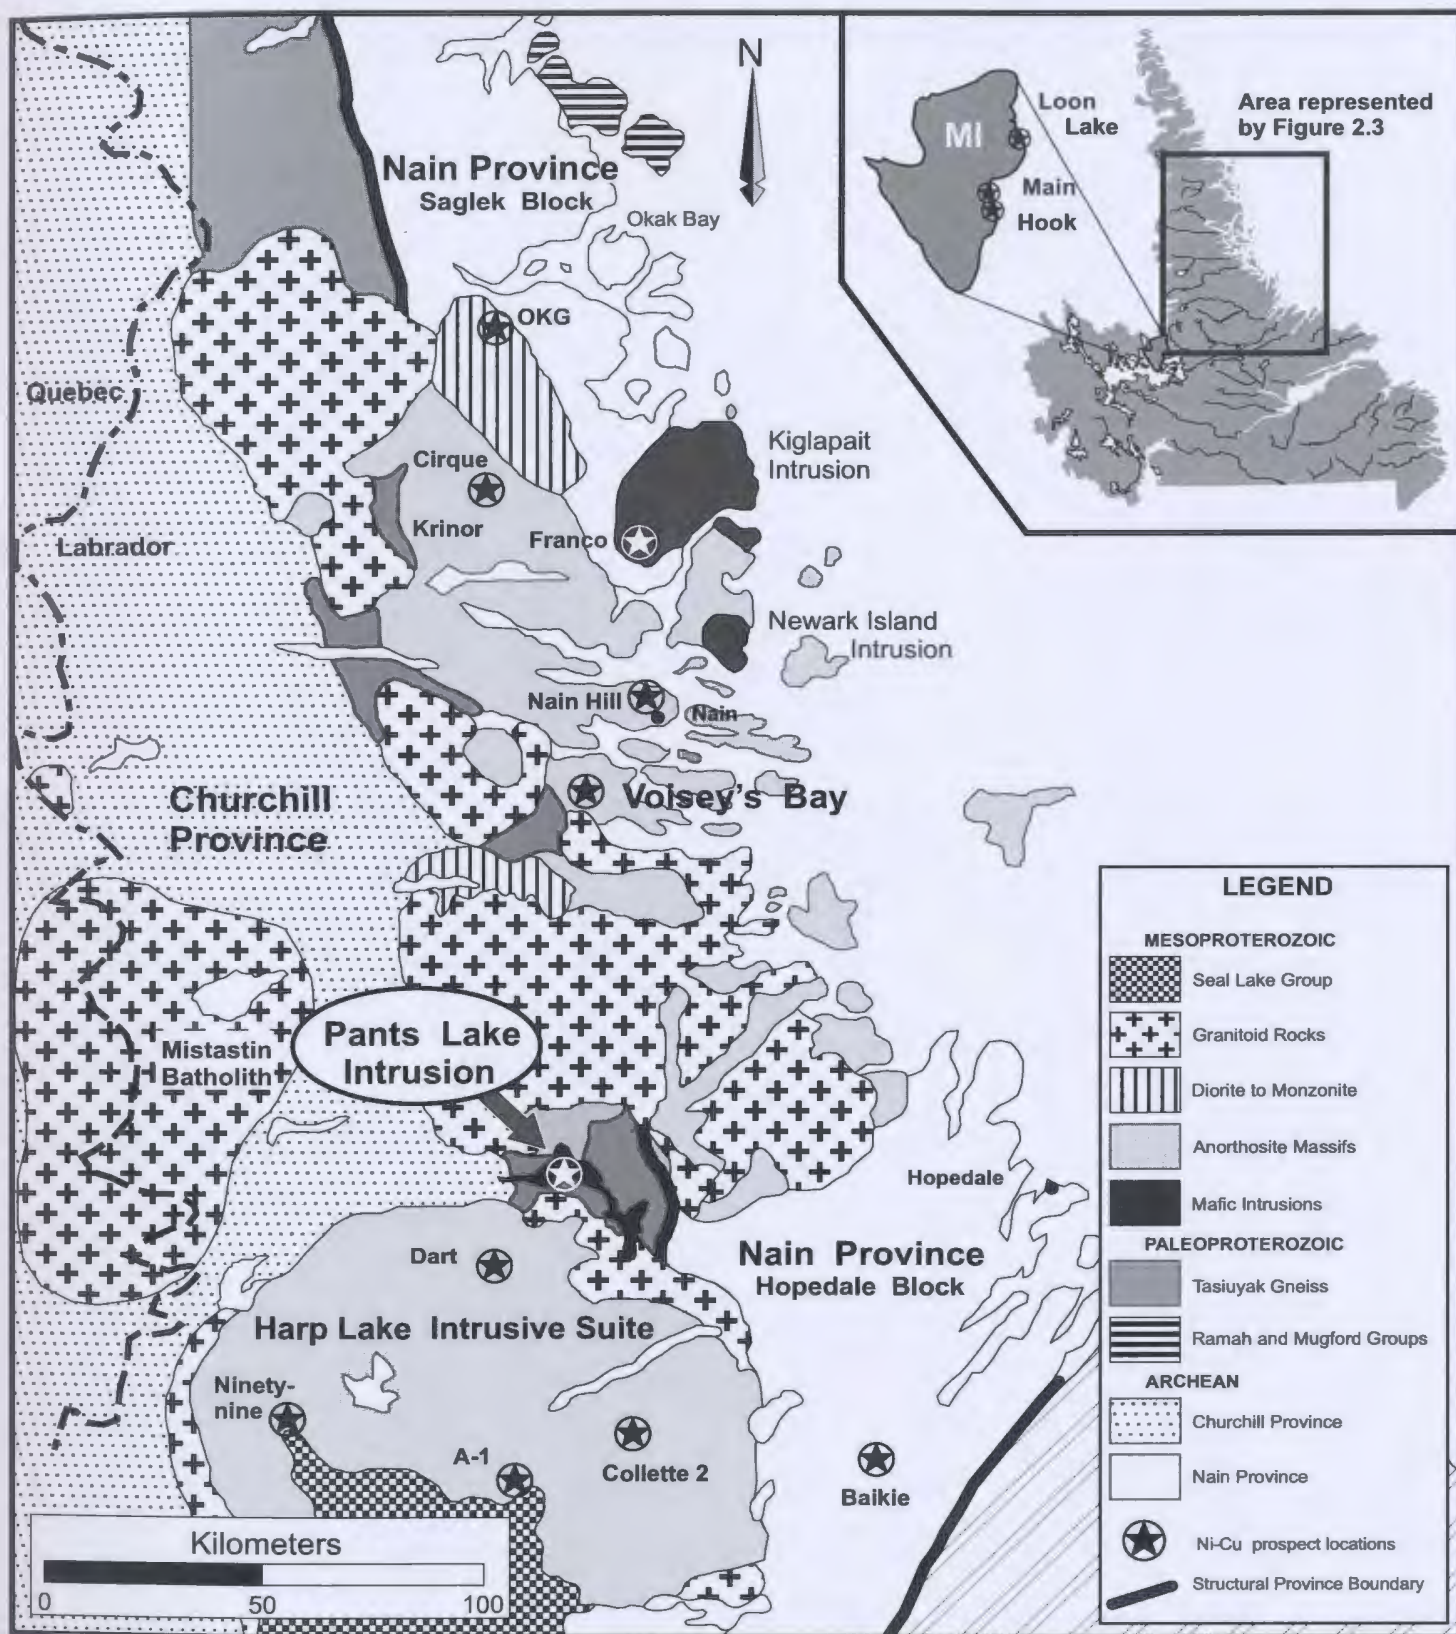 N
Loon
Lake
MI
Main
Hook
Area represented
by Figure 2.3
Nain Province
Saglek Block
Okak Bay
OKG
Quebec
Labrador
Cirque
Krinor
Franco
Kiglapait
Intrusion
Newark Island
Intrusion
Nain Hill
Nain
Voisey's Bay
Churchill
Province
Mistastin
Batholith
Pants Lake
Intrusion
Hopedale
Nain Province
Hopedale Block
Dart
Harp Lake Intrusive Suite
Ninety-
nine
A-1
Collette 2
Baikie
Kilometers
0 50 100
LEGEND
MESOPROTEROZOIC
Seal Lake Group
Granitoid Rocks
Diorite to Monzonite
Anorthosite Massifs
Mafic Intrusions
PALEOPROTEROZOIC
Tasiuyak Gneiss
Ramah and Mugford Groups
ARCHEAN
Churchill Province
Nain Province
Ni-Cu prospect locations
Structural Province Boundary